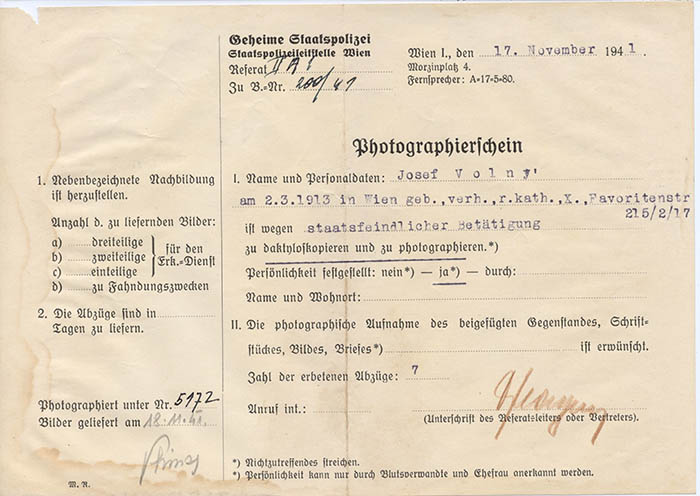 Geheime Staatspolizei
Staatspolizeileitstelle Wien
Referat II A 1
Zu B.-Nr. 200/41
Wien I., den 17. November 1941.
Morzinplatz 4.
Fernsprecher: A=17=5=80.
Photographierschein
1. Nebenbezeichnete Nachbildung
ist herzustellen.
Anzahl d. zu liefernden Bilder:
a) dreiteilige
b) zweiteilige
c) einteilige
für den
Erk.=Dienst
d) zu Fahndungszwecken
2. Die Abzüge sind in
Tagen zu liefern.
Photographiert unter Nr. 5172
Bilder geliefert am 18.11.41.
M. R.
I. Name und Personaldaten: Josef Volny'
am 2.3.1913 in Wien geb.,verh.,r.kath.,X.,Favoritenstr
215/2/17
ist wegen staatsfeindlicher Betätigung
zu daktyloskopieren und zu photographieren.*)
Persönlichkeit festgestellt: nein*) — ja*) — durch:
Name und Wohnort:
II. Die photographische Aufnahme des beigefügten Gegenstandes, Schrift=
stückes, Bildes, Briefes*) ist erwünscht.
Zahl der erbetenen Abzüge: 7
Anruf int.:
(Unterschrift des Referatsleiters oder Vertreters).
*) Nichtzutreffendes streichen.
*) Persönlichkeit kann nur durch Blutsverwandte und Ehefrau anerkannt werden.